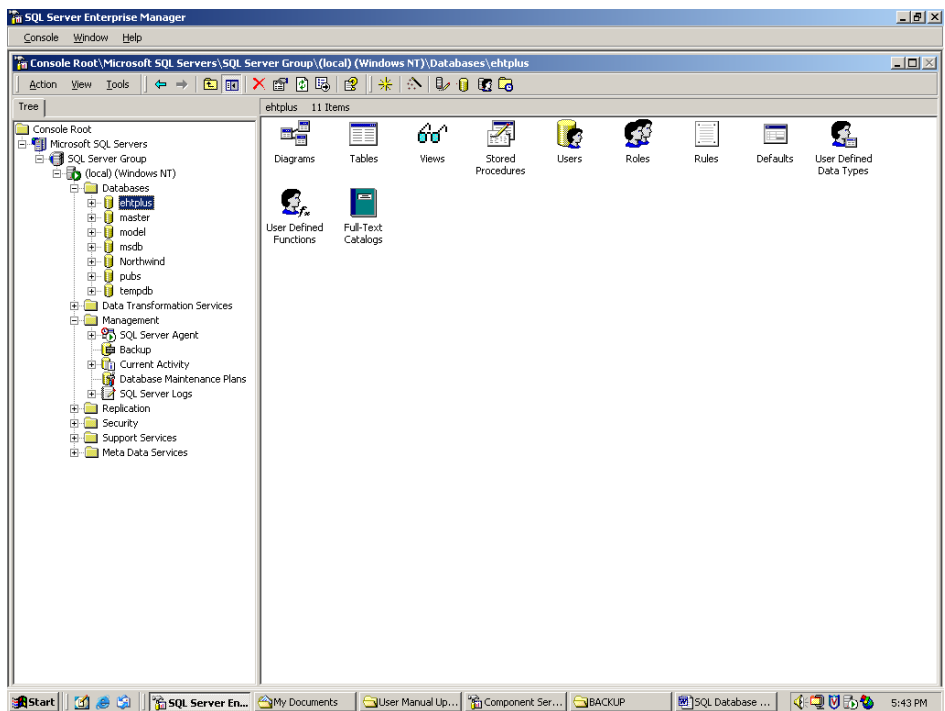 SQL Server Enterprise Manager
Console Window Help
Console Root\Microsoft SQL Servers\SQL Server Group\(local) (Windows NT)\Databases\ehtplus
Action View Tools
Tree
ehtplus 11 Items
Console Root
Microsoft SQL Servers
SQL Server Group
(local) (Windows NT)
Databases
ehtplus
master
model
msdb
Northwind
pubs
tempdb
Data Transformation Services
Management
SQL Server Agent
Backup
Current Activity
Database Maintenance Plans
SQL Server Logs
Replication
Security
Support Services
Meta Data Services
Diagrams
Tables
Views
Stored
Procedures
Users
Roles
Rules
Defaults
User Defined
Data Types
User Defined
Functions
Full-Text
Catalogs
Start
SQL Server En...
My Documents
User Manual Up...
Component Ser...
BACKUP
SQL Database ...
5:43 PM